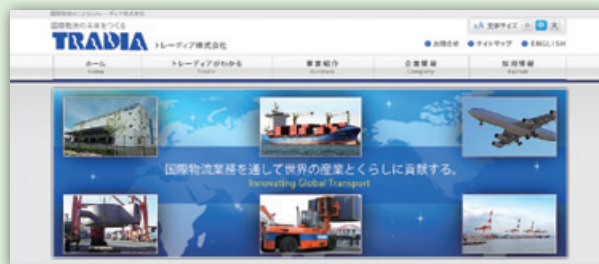 国際物流の未来をつくる
TRADIA トレーディア株式会社
文字サイズ 小 中 大
お問合せ サイトマップ ENGLISH
ホーム トレーディアがわかる 事業紹介 企業情報 採用情報
Home Tradia Business Company Recruit
国際物流業務を通して世界の産業とくらしに貢献する。
Innovating Global Transport